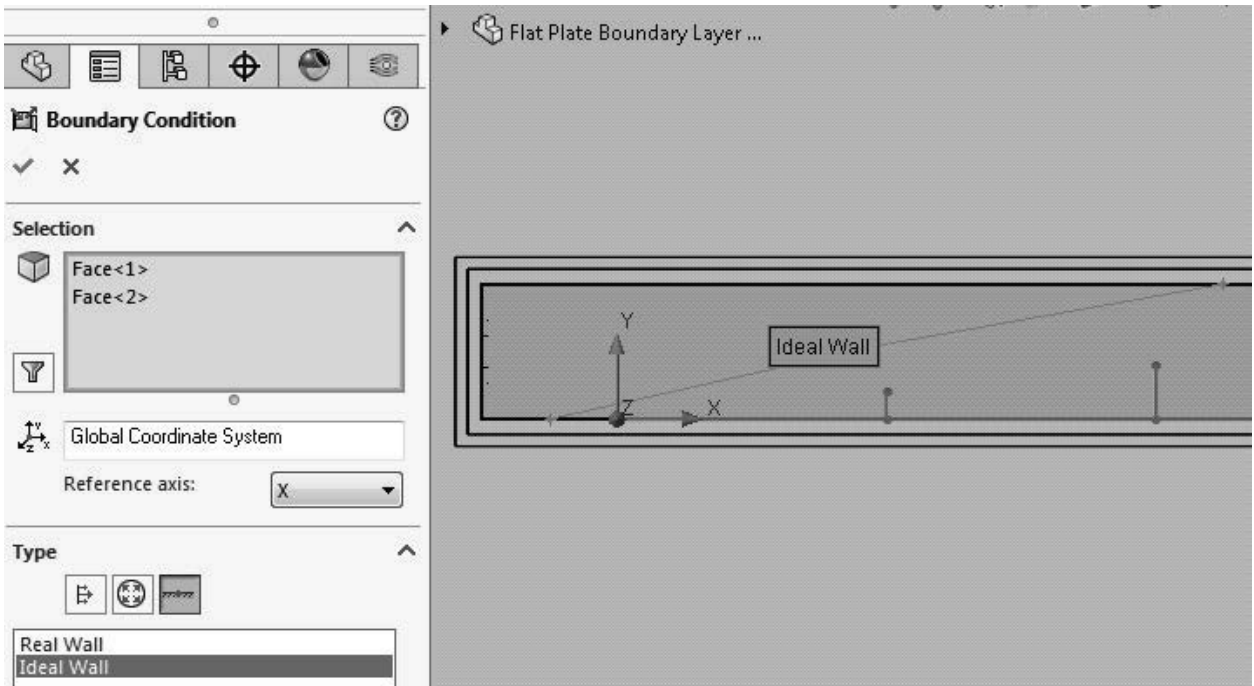 Flat Plate Boundary Layer ...
Boundary Condition
?
Selection
Face<1>
Face<2>
Global Coordinate System
Reference axis:
X
Type
Real Wall
Ideal Wall
Y
Ideal Wall
Z
X